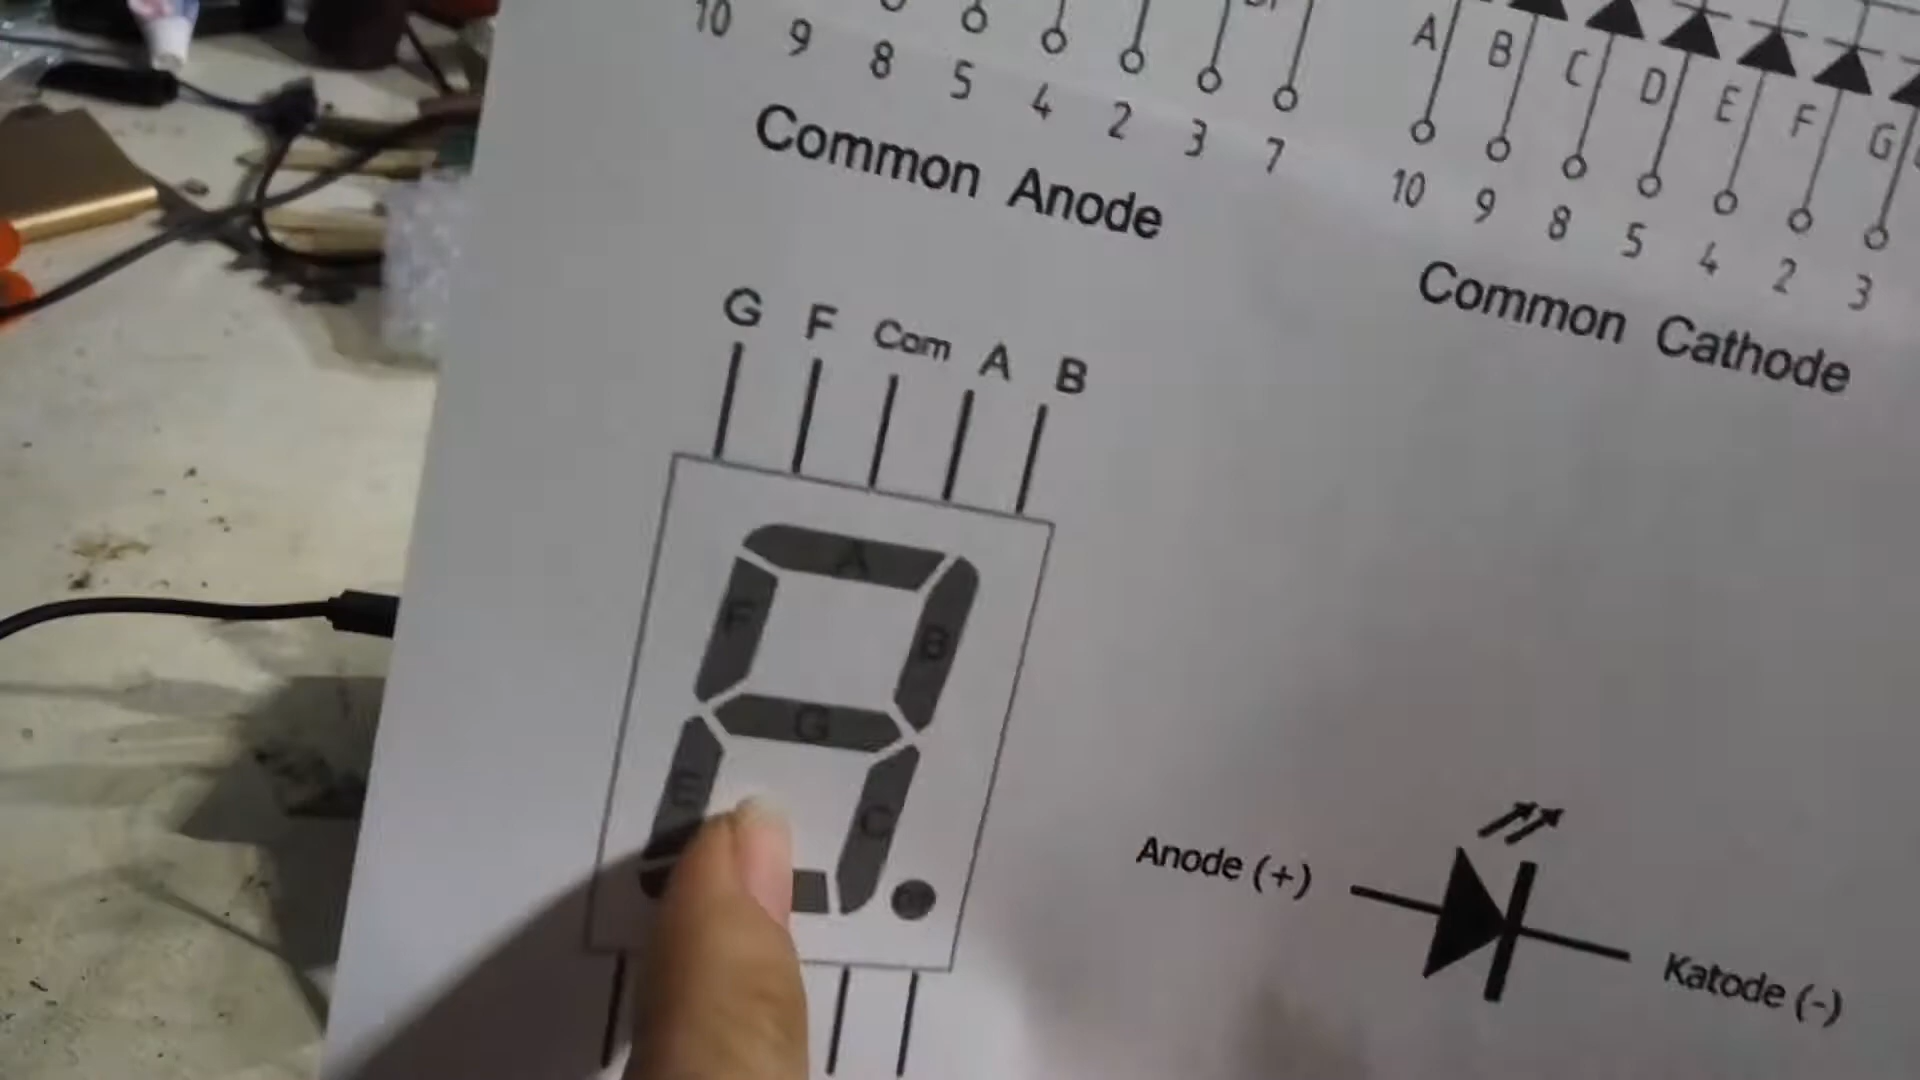 10 9 8 5 4 2 3 7
Common Anode
A B C D E F G
10 9 8 5 4 2 3
Common Cathode
G F Com A B
A
F
B
G
E
C
Anode (+)
Katode (-)